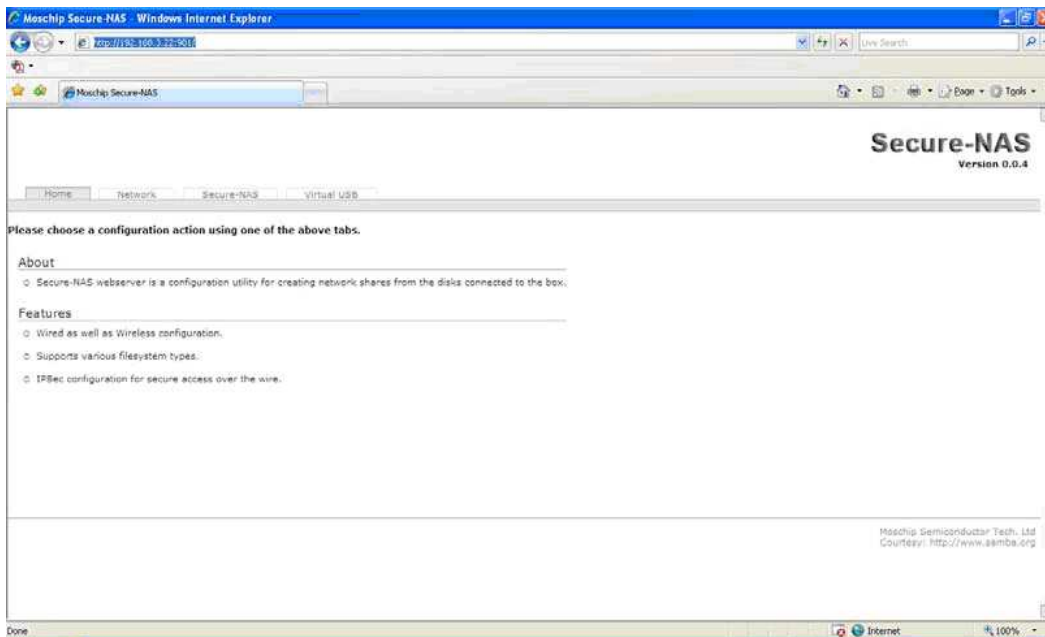 Moschip Secure-NAS - Windows Internet Explorer
Live Search
Moschip Secure-NAS
Page
Tools
Secure-NAS
Version 0.0.4
Home
Network
Secure-NAS
Virtual USB
Please choose a configuration action using one of the above tabs.
About
Secure-NAS webserver is a configuration utility for creating network shares from the disks connected to the box.
Features
Wired as well as Wireless configuration.
Supports various filesystem types.
IPSec configuration for secure access over the wire.
Moschip Semiconductor Tech. Ltd
Courtesy: http://www.samba.org
Done
Internet
100%